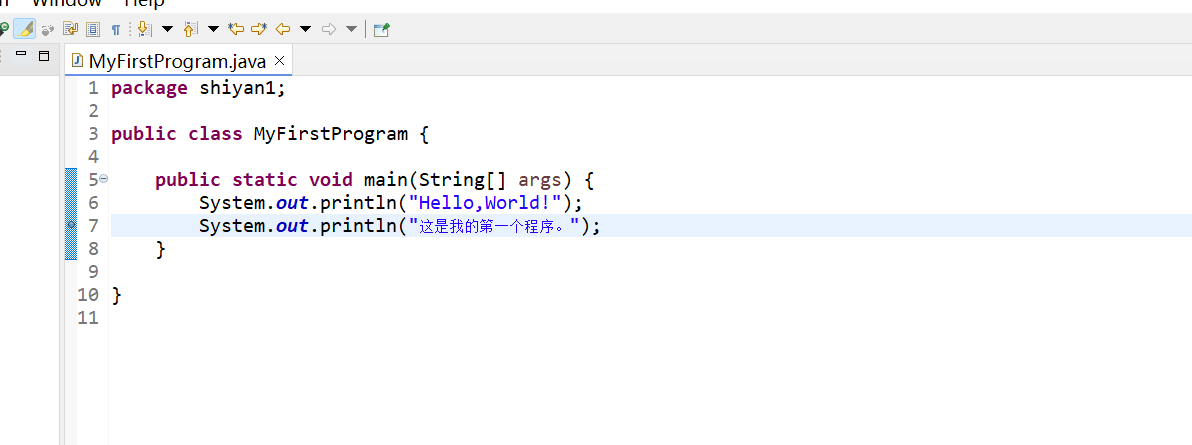 Window Help
MyFirstProgram.java
1 package shiyan1;
2
3 public class MyFirstProgram {
4
5 public static void main(String[] args) {
6 System.out.println("Hello,World!");
7 System.out.println("这是我的第一个程序。");
8 }
9
10 }
11